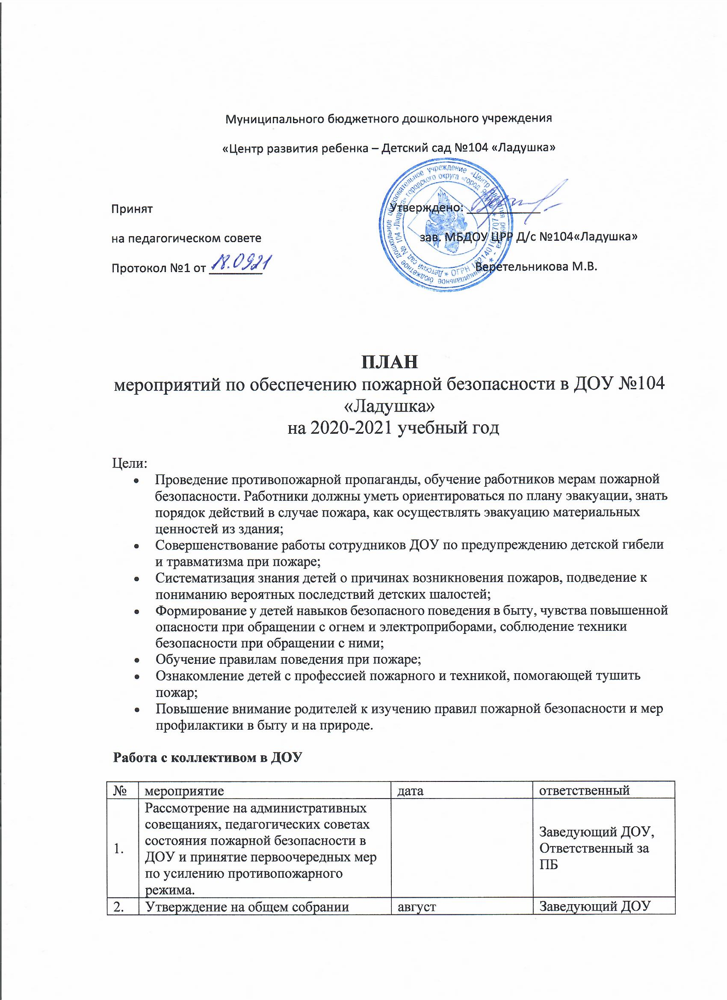 Муниципального бюджетного дошкольного учреждения
«Центр развития ребенка – Детский сад №104 «Ладушка»
Принят
Утверждено: ____________
на педагогическом совете
зав. МБДОУ ЦРР Д/с №104«Ладушка»
Протокол №1 от 18.0921
Веретельникова М.В.
дошкольное образовательное учреждение «Центр развития ребенка -
Детский сад № 104 «Ладушка» городского округа «город
ОГРН
ПЛАН
мероприятий по обеспечению пожарной безопасности в ДОУ №104
«Ладушка»
на 2020-2021 учебный год
Цели:
• Проведение противопожарной пропаганды, обучение работников мерам пожарной
безопасности. Работники должны уметь ориентироваться по плану эвакуации, знать
порядок действий в случае пожара, как осуществлять эвакуацию материальных
ценностей из здания;
• Совершенствование работы сотрудников ДОУ по предупреждению детской гибели
и травматизма при пожаре;
• Систематизация знания детей о причинах возникновения пожаров, подведение к
пониманию вероятных последствий детских шалостей;
• Формирование у детей навыков безопасного поведения в быту, чувства повышенной
опасности при обращении с огнем и электроприборами, соблюдение техники
безопасности при обращении с ними;
• Обучение правилам поведения при пожаре;
• Ознакомление детей с профессией пожарного и техникой, помогающей тушить
пожар;
• Повышение внимание родителей к изучению правил пожарной безопасности и мер
профилактики в быту и на природе.
Работа с коллективом в ДОУ
№ мероприятие дата ответственный
1.
Рассмотрение на административных
совещаниях, педагогических советах
состояния пожарной безопасности в
ДОУ и принятие первоочередных мер
по усилению противопожарного
режима.
Заведующий ДОУ,
Ответственный за
ПБ
2. Утверждение на общем собрании август Заведующий ДОУ